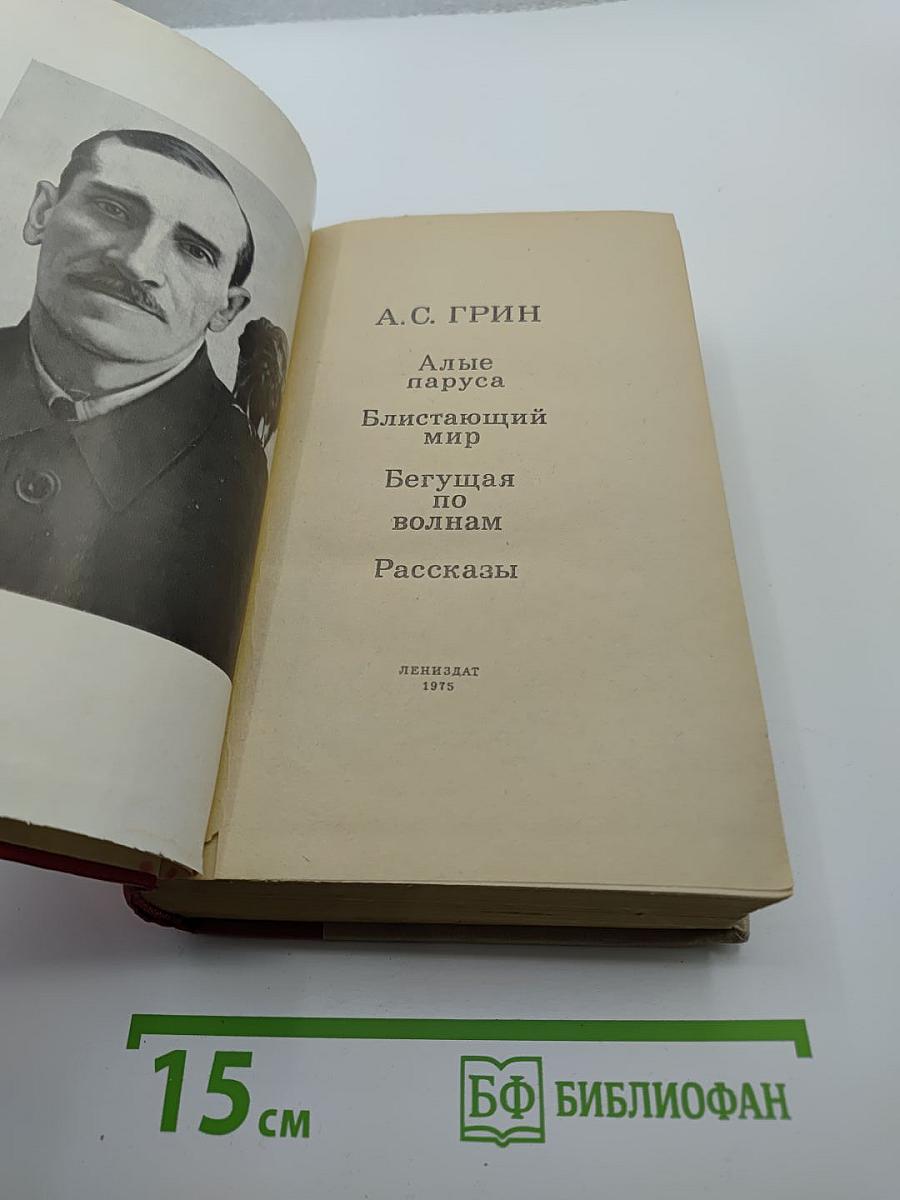 А. С. ГРИН
Алые
паруса
Блистающий
мир
Бегущая
по
волнам
Рассказы
ЛЕНИЗДАТ
1975
15 см
БФ БИБЛИОФАН